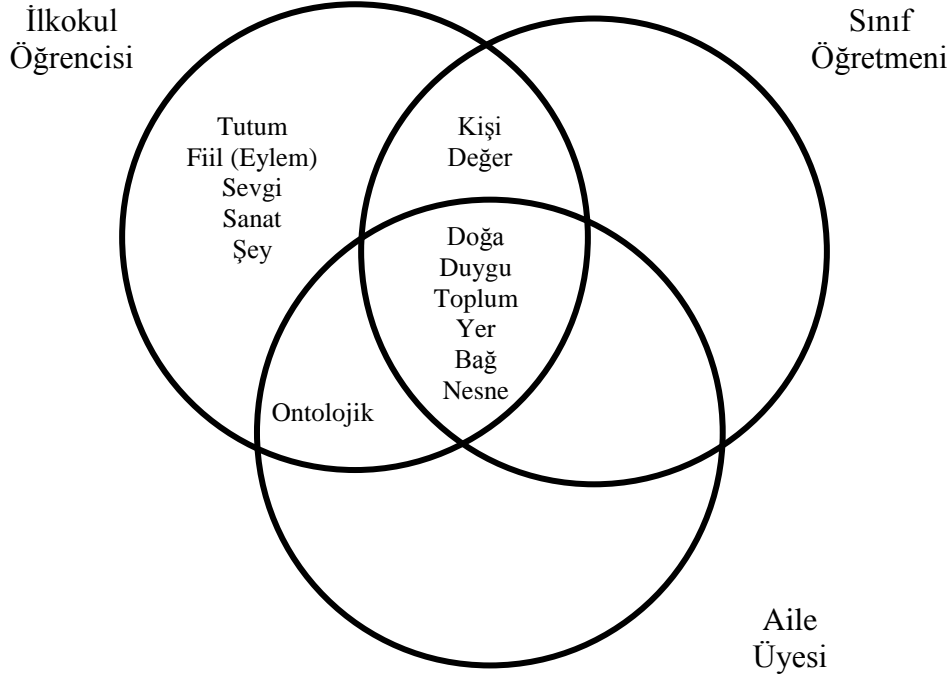 İlkokul
Öğrencisi
Sınıf
Öğretmeni
Tutum
Fiil (Eylem)
Sevgi
Sanat
Şey
Kişi
Değer
Doğa
Duygu
Toplum
Yer
Bağ
Nesne
Ontolojik
Aile
Üyesi